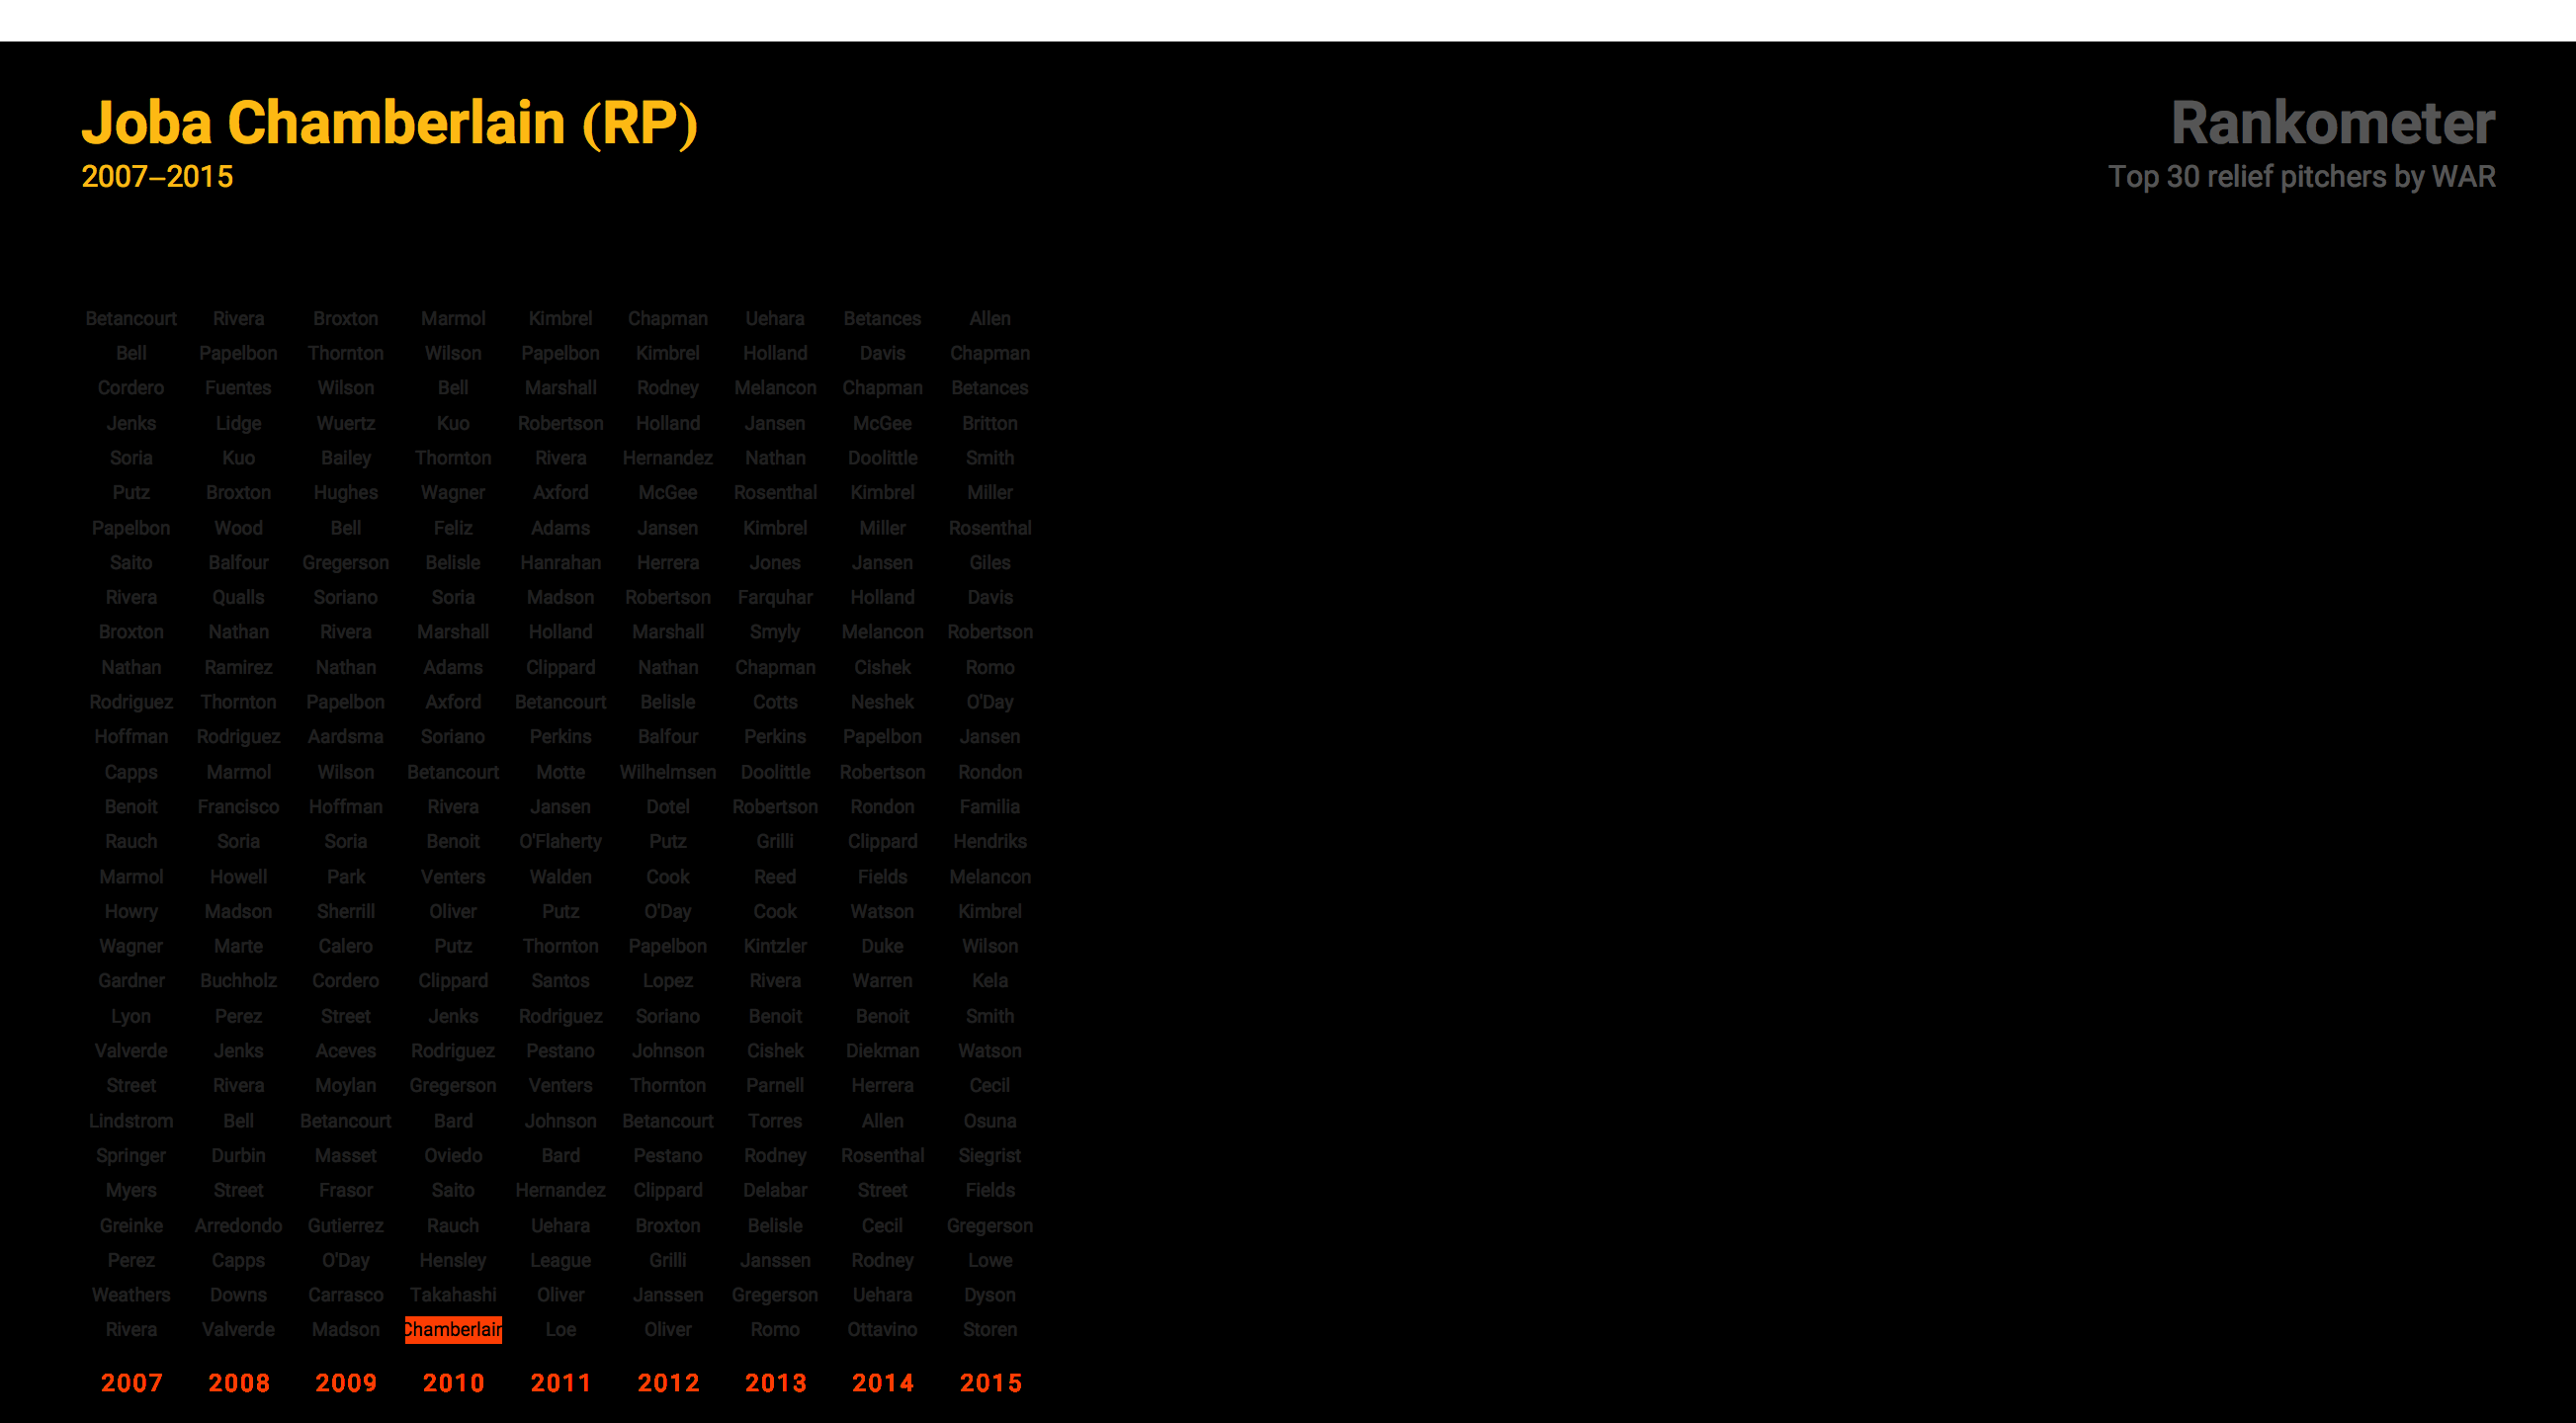 Joba Chamberlain (RP)
2007–2015
Rankometer
Top 30 relief pitchers by WAR
Betancourt Rivera Broxton Marmol Kimbrel Chapman Uehara Betances Allen
Bell Papelbon Thornton Wilson Papelbon Kimbrel Holland Davis Chapman
Cordero Fuentes Wilson Bell Marshall Rodney Melancon Chapman Betances
Jenks Lidge Wuertz Kuo Robertson Holland Jansen McGee Britton
Soria Kuo Bailey Thornton Rivera Hernandez Nathan Doolittle Smith
Putz Broxton Hughes Wagner Axford McGee Rosenthal Kimbrel Miller
Papelbon Wood Bell Feliz Adams Jansen Kimbrel Miller Rosenthal
Saito Balfour Gregerson Belisle Hanrahan Herrera Jones Jansen Giles
Rivera Qualls Soriano Soria Madson Robertson Farquhar Holland Davis
Broxton Nathan Rivera Marshall Holland Marshall Smyly Melancon Robertson
Nathan Ramirez Nathan Adams Clippard Nathan Chapman Cishek Romo
Rodriguez Thornton Papelbon Axford Betancourt Belisle Cotts Neshek O'Day
Hoffman Rodriguez Aardsma Soriano Perkins Balfour Perkins Papelbon Jansen
Capps Marmol Wilson Betancourt Motte Wilhelmsen Doolittle Robertson Rondon
Benoit Francisco Hoffman Rivera Jansen Dotel Robertson Rondon Familia
Rauch Soria Soria Benoit O'Flaherty Putz Grilli Clippard Hendriks
Marmol Howell Park Venters Walden Cook Reed Fields Melancon
Howry Madson Sherrill Oliver Putz O'Day Cook Watson Kimbrel
Wagner Marte Calero Putz Thornton Papelbon Kintzler Duke Wilson
Gardner Buchholz Cordero Clippard Santos Lopez Rivera Warren Kela
Lyon Perez Street Jenks Rodriguez Soriano Benoit Benoit Smith
Valverde Jenks Aceves Rodriguez Pestano Johnson Cishek Diekman Watson
Street Rivera Moylan Gregerson Venters Thornton Parnell Herrera Cecil
Lindstrom Bell Betancourt Bard Johnson Betancourt Torres Allen Osuna
Springer Durbin Masset Oviedo Bard Pestano Rodney Rosenthal Siegrist
Myers Street Frasor Saito Hernandez Clippard Delabar Street Fields
Greinke Arredondo Gutierrez Rauch Uehara Broxton Belisle Cecil Gregerson
Perez Capps O'Day Hensley League Grilli Janssen Rodney Lowe
Weathers Downs Carrasco Takahashi Oliver Janssen Gregerson Uehara Dyson
Rivera Valverde Madson Chamberlain Loe Oliver Romo Ottavino Storen
2007 2008 2009 2010 2011 2012 2013 2014 2015